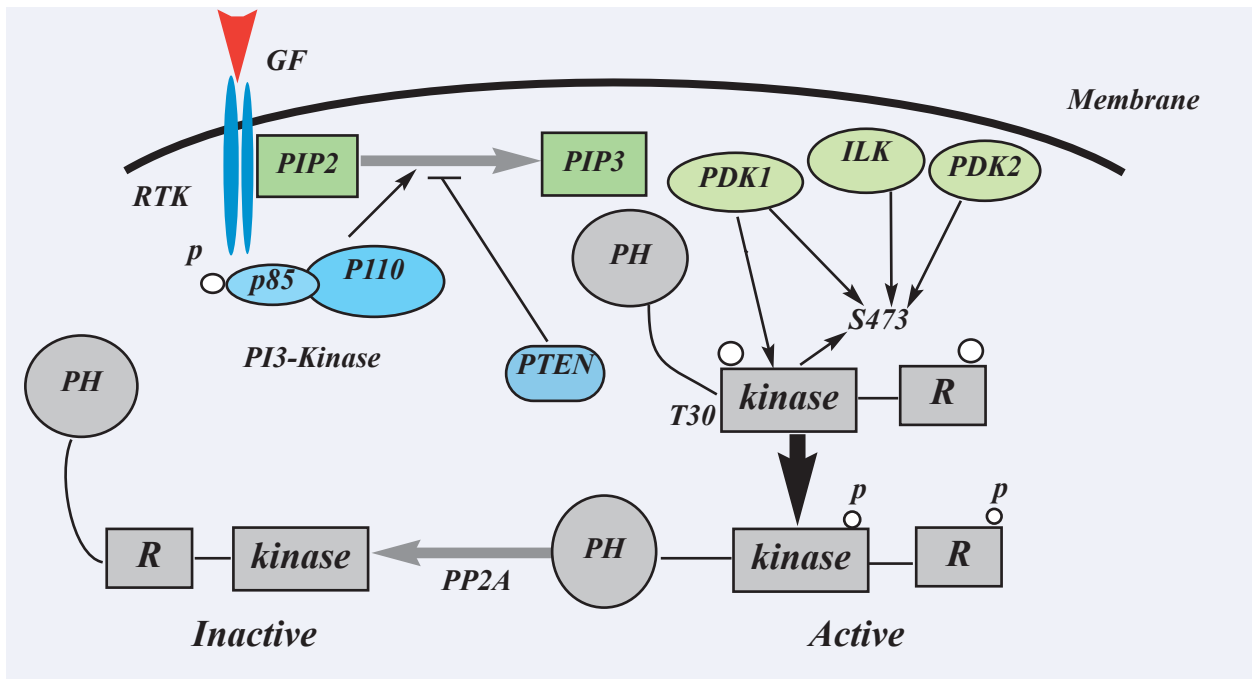 GF
Membrane
PIP2
PIP3
ILK
PDK1
PDK2
RTK
p
p85
P110
PH
S473
PI3-Kinase
PTEN
PH
T30
kinase
R
p
p
R
kinase
PP2A
PH
kinase
R
Inactive
Active